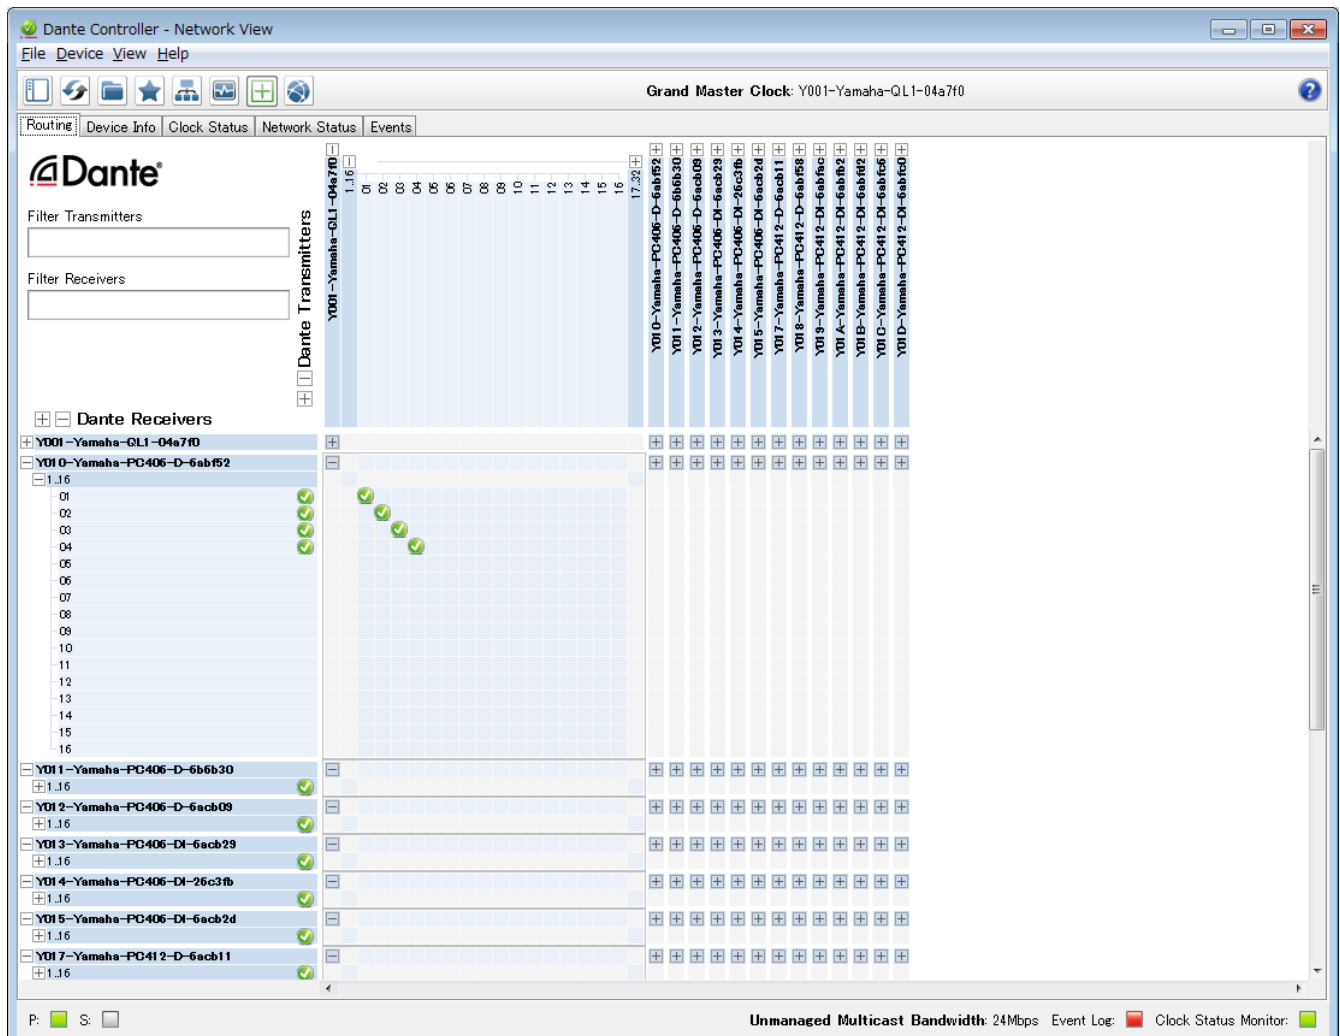 Dante Controller - Network View
File Device View Help
Grand Master Clock: Y001-Yamaha-QL1-04a7f0
Routing Device Info Clock Status Network Status Events
Dante®
Filter Transmitters
Filter Receivers
Dante Transmitters
Y001-Yamaha-QL1-04a7f0
1..16
01
02
03
04
05
06
07
08
09
10
11
12
13
14
15
16
17..32
Y010-Yamaha-PC406-D-6abf52
Y011-Yamaha-PC406-D-6b6b30
Y012-Yamaha-PC406-D-6acb09
Y013-Yamaha-PC406-DI-6acb29
Y014-Yamaha-PC406-DI-26c3fb
Y015-Yamaha-PC406-DI-6acb2d
Y017-Yamaha-PC412-D-6acb11
Y018-Yamaha-PC412-D-6abf58
Y019-Yamaha-PC412-DI-6abfac
Y01A-Yamaha-PC412-DI-6abfb2
Y01B-Yamaha-PC412-DI-6abfd2
Y01C-Yamaha-PC412-DI-6abfc6
Y01D-Yamaha-PC412-DI-6abfc0
Dante Receivers
Y001-Yamaha-QL1-04a7f0
Y010-Yamaha-PC406-D-6abf52
1..16
01
02
03
04
05
06
07
08
09
10
11
12
13
14
15
16
Y011-Yamaha-PC406-D-6b6b30
1..16
Y012-Yamaha-PC406-D-6acb09
1..16
Y013-Yamaha-PC406-DI-6acb29
1..16
Y014-Yamaha-PC406-DI-26c3fb
1..16
Y015-Yamaha-PC406-DI-6acb2d
1..16
Y017-Yamaha-PC412-D-6acb11
1..16
P: S: Unmanaged Multicast Bandwidth: 24Mbps Event Log: Clock Status Monitor: